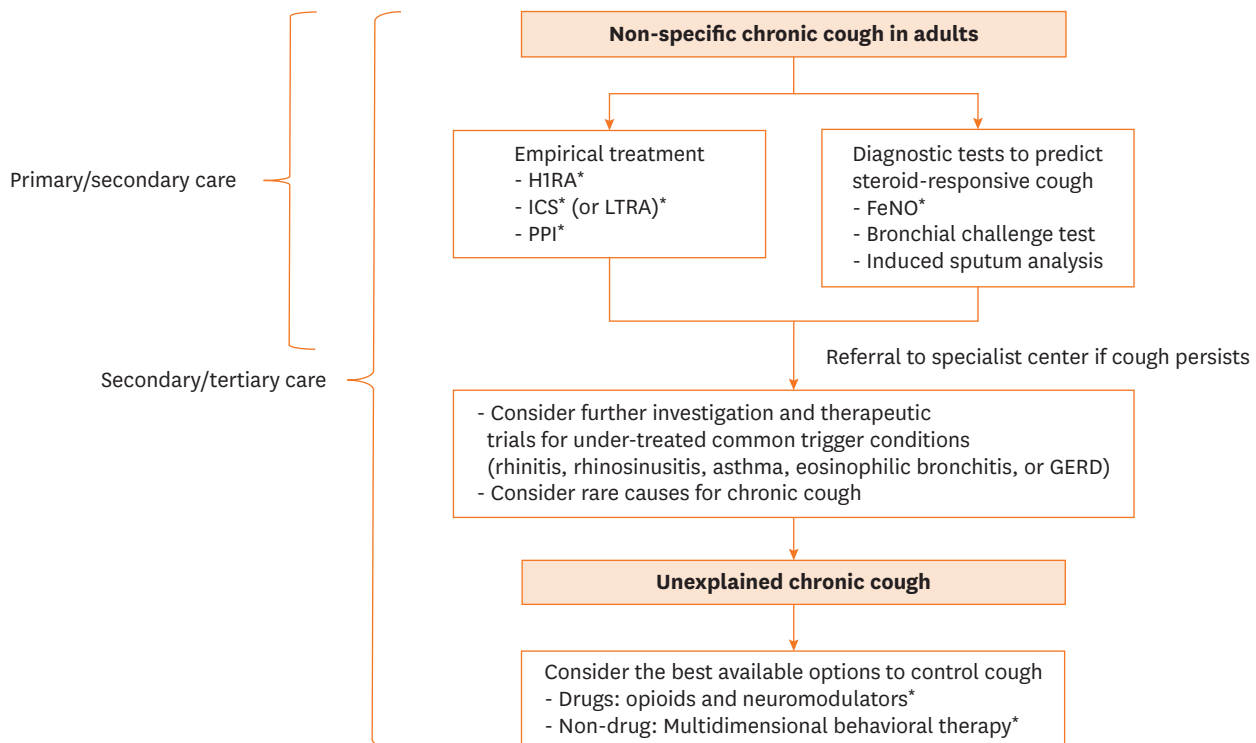 Non-specific chronic cough in adults
Primary/secondary care
Empirical treatment
- H1RA*
- ICS* (or LTRA)*
- PPI*
Diagnostic tests to predict
steroid-responsive cough
- FeNO*
- Bronchial challenge test
- Induced sputum analysis
Referral to specialist center if cough persists
Secondary/tertiary care
- Consider further investigation and therapeutic
trials for under-treated common trigger conditions
(rhinitis, rhinosinusitis, asthma, eosinophilic bronchitis, or GERD)
- Consider rare causes for chronic cough
Unexplained chronic cough
Consider the best available options to control cough
- Drugs: opioids and neuromodulators*
- Non-drug: Multidimensional behavioral therapy*